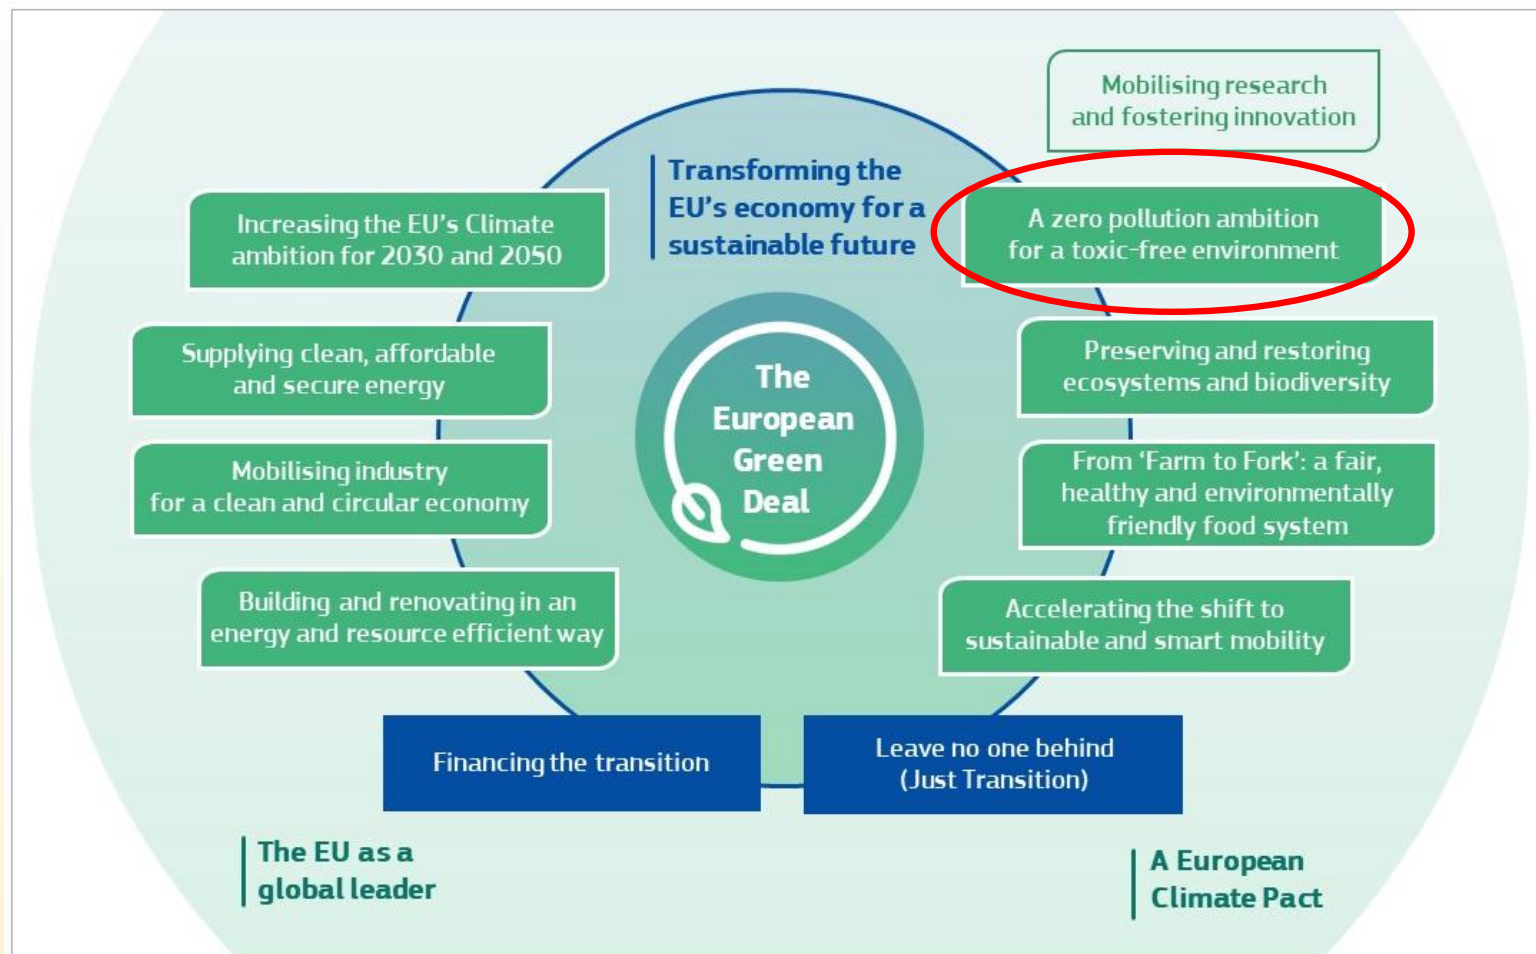 Mobilising research
and fostering innovation
Transforming the
EU's economy for a
sustainable future
Increasing the EU's Climate
ambition for 2030 and 2050
A zero pollution ambition
for a toxic-free environment
Supplying clean, affordable
and secure energy
Preserving and restoring
ecosystems and biodiversity
The
European
Green
Deal
Mobilising industry
for a clean and circular economy
From ‘Farm to Fork’: a fair,
healthy and environmentally
friendly food system
Building and renovating in an
energy and resource efficient way
Accelerating the shift to
sustainable and smart mobility
Financing the transition
Leave no one behind
(Just Transition)
The EU as a
global leader
A European
Climate Pact